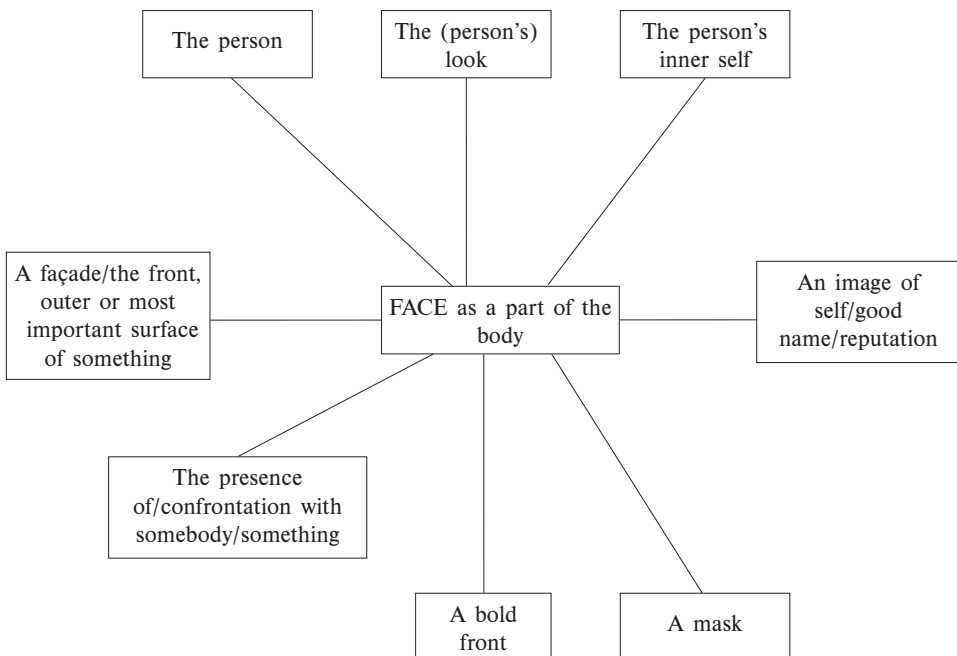 The person
The (person's)
look
The person's
inner self
A façade/the front,
outer or most
important surface
of something
FACE as a part of the
body
An image of
self/good
name/reputation
The presence
of/confrontation with
somebody/something
A bold
front
A mask